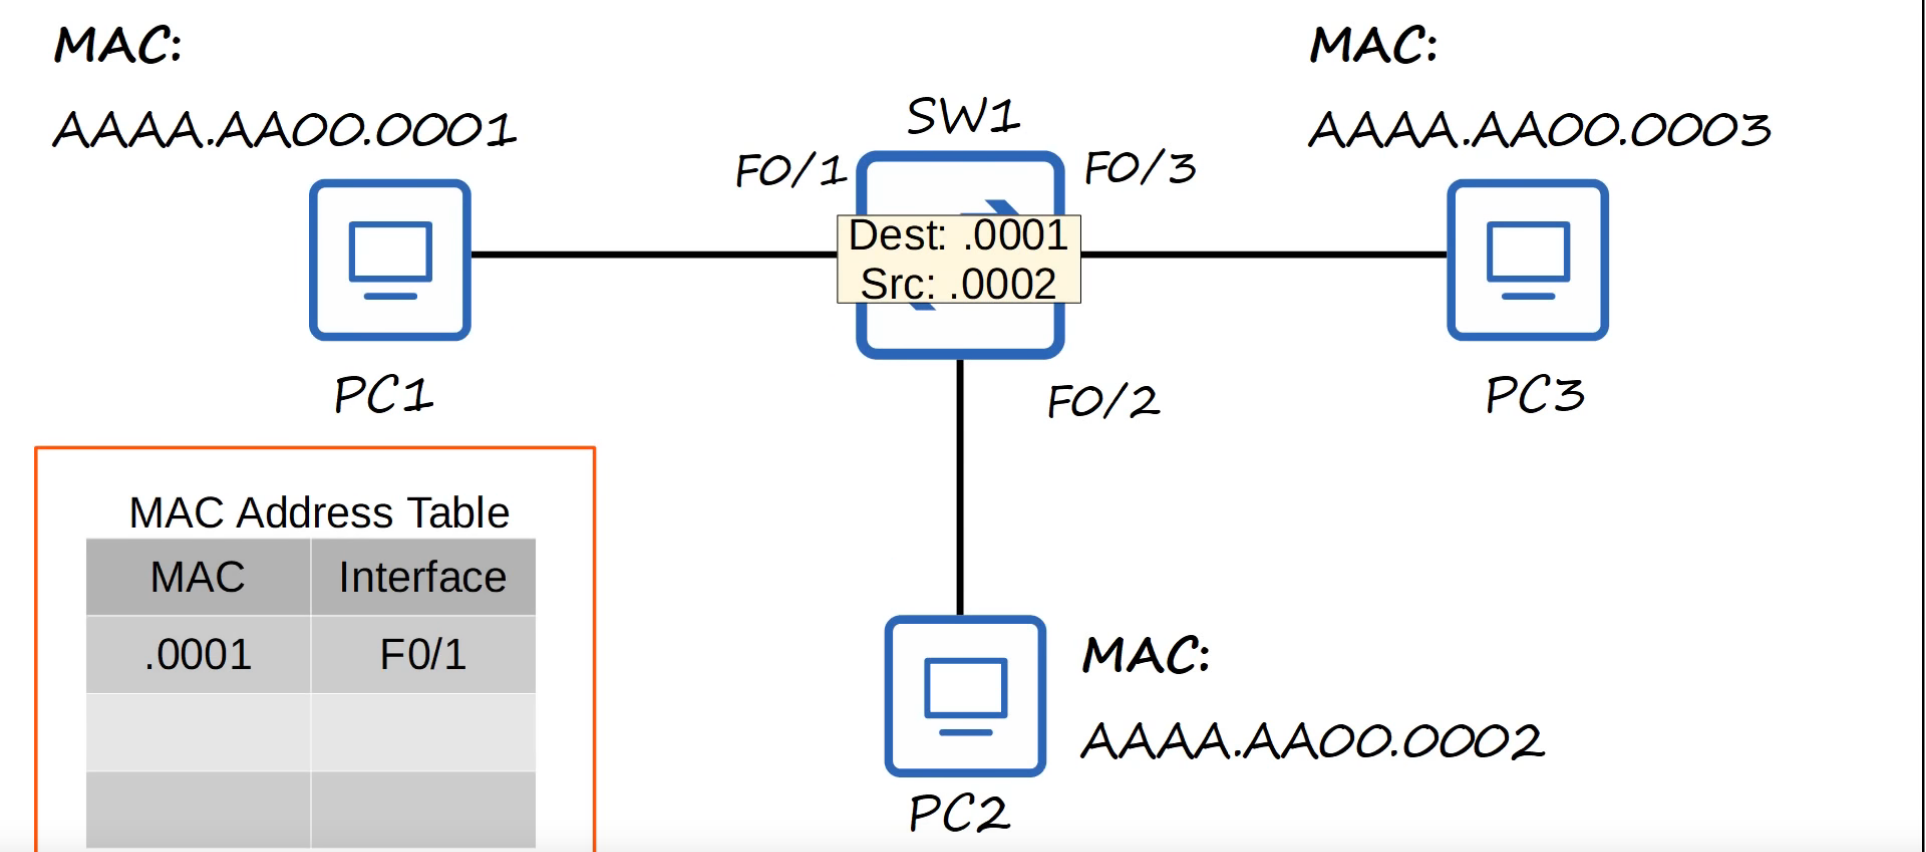 MAC:
AAAA.AA00.0001
PC1
SW1
F0/1
F0/3
Dest: .0001
Src: .0002
F0/2
MAC:
AAAA.AA00.0003
PC3
MAC Address Table
MAC Interface
.0001 F0/1
MAC:
AAAA.AA00.0002
PC2